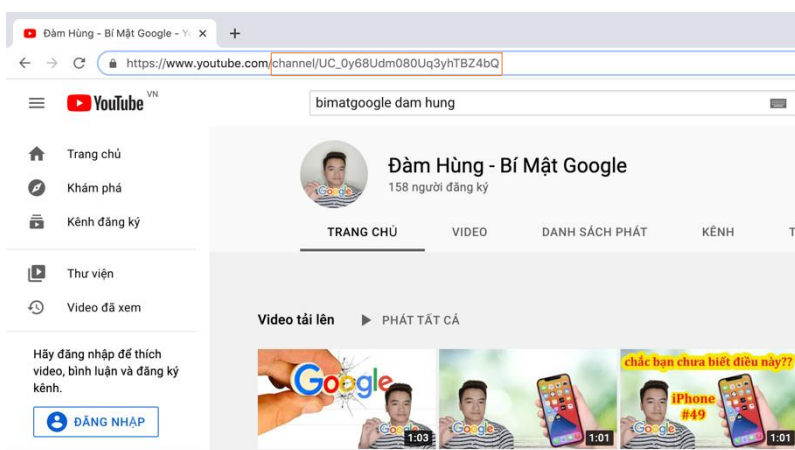 Đàm Hùng - Bí Mật Google - Y
https://www.youtube.com/channel/UC_0y68Udm080Uq3yhTBZ4bQ
YouTube VN
bimatgoogle dam hung
Trang chủ
Khám phá
Kênh đăng ký
Thư viện
Video đã xem
Hãy đăng nhập để thích
video, bình luận và đăng ký
kênh.
ĐĂNG NHẬP
Đàm Hùng - Bí Mật Google
158 người đăng ký
TRANG CHỦ VIDEO DANH SÁCH PHÁT KÊNH T
Video tải lên PHÁT TẤT CẢ
Google
Google
1:03
Google
1:01
chắc bạn chưa biết điều này??
iPhone
#49
Google
1:01